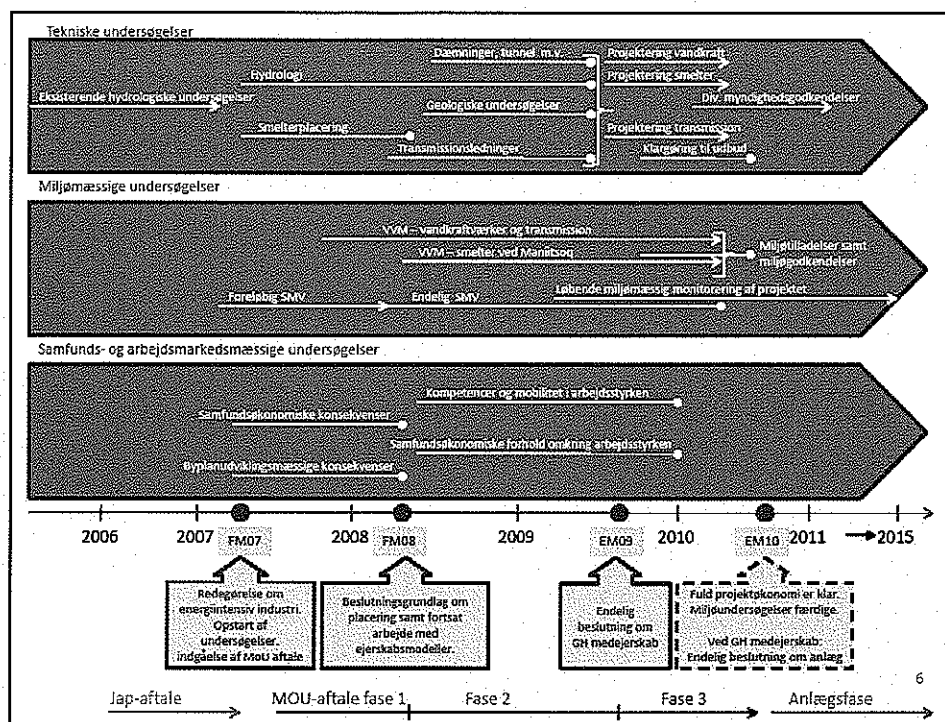 Tekniske undersøgelser
Dæmninger, tunnel m.v.
Projektering vandkraft
Hydrologi
Projektering smelter
Eksisterende hydrologiske undersøgelser
Div. myndighedsgodkendelser
Geologiske undersøgelser
Smelterplacering
Projektering transmission
Transmissionsledninger
Klargøring til udbud
Miljømæssige undersøgelser
VVM – vandkraftværker og transmission
VVM – smelter ved Maniitsoq
Miljøtilladelser samt
miljøgodkendelser
Foreløbig SMV
Endelig SMV
Løbende miljømæssig monitorering af projektet
Samfunds- og arbejdsmarkedsmæssige undersøgelser
Kompetencer og mobilitet i arbejdsstyrken
Samfundsøkonomiske konsekvenser
Samfundsøkonomiske forhold omkring arbejdsstyrken
Byplanudviklingsmæssige konsekvenser
2006 2007 2008 2009 2010 2011 2015
FM07 FM08 EM09 EM10
Redegørelse om
energiintensiv industri.
Opstart af
undersøgelser.
Indgåelse af MoU aftale
Beslutningsgrundlag om
placering samt fortsat
arbejde med
ejerskabsmodeller.
Endelig
beslutning om
GH medejerskab
Fuld projektøkonomi er klar.
Miljøundersøgelser færdige.
Ved GH medejerskab:
Endelig beslutning om anlæg
6
Jap-aftale MOU-aftale fase 1 Fase 2 Fase 3 Anlægsfase